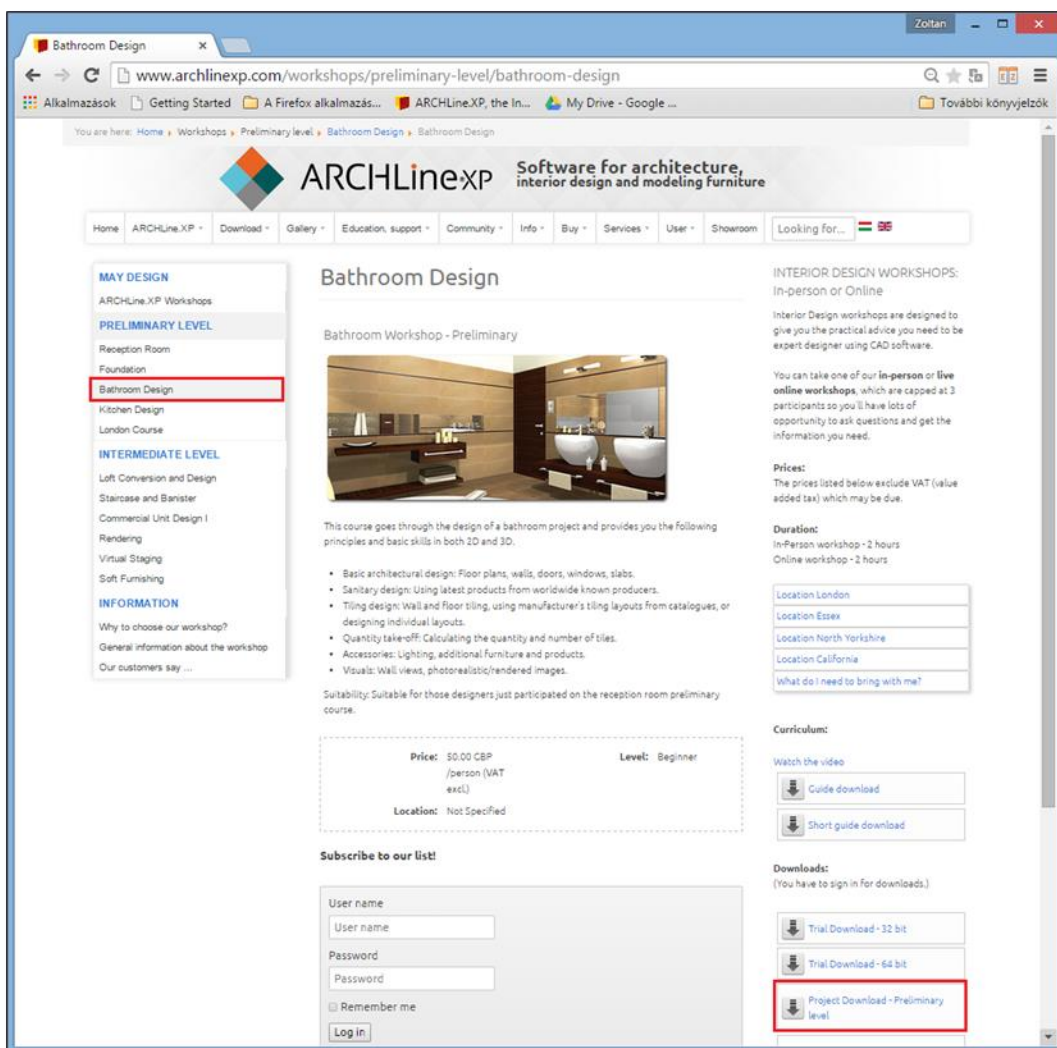 Zoltan
Bathroom Design
www.archlinexp.com/workshops/preliminary-level/bathroom-design
Alkalmazások
Getting Started
A Firefox alkalmazás...
ARCHLine.XP, the In...
My Drive - Google ...
További könyvjelzők
You are here: Home Workshops Preliminary level Bathroom Design Bathroom Design
ARCHLine.XP
Software for architecture,
interior design and modeling furniture
Home
ARCHLine.XP
Download
Gallery
Education, support
Community
Info
Buy
Services
User
Showroom
Looking for...
MAY DESIGN
ARCHLine.XP Workshops
PRELIMINARY LEVEL
Reception Room
Foundation
Bathroom Design
Kitchen Design
London Course
INTERMEDIATE LEVEL
Loft Conversion and Design
Staircase and Banister
Commercial Unit Design I
Rendering
Virtual Staging
Soft Furnishing
INFORMATION
Why to choose our workshop?
General information about the workshop
Our customers say ...
Bathroom Design
Bathroom Workshop - Preliminary
This course goes through the design of a bathroom project and provides you the following
principles and basic skills in both 2D and 3D.
Basic architectural design: Floor plans, walls, doors, windows, slabs.
Sanitary design: Using latest products from worldwide known producers.
Tiling design: Wall and floor tiling, using manufacturer's tiling layouts from catalogues, or
designing individual layouts.
Quantity take-off: Calculating the quantity and number of tiles.
Accessories: Lighting, additional furniture and products.
Visuals: Wall views, photorealistic/rendered images.
Suitability: Suitable for those designers just participated on the reception room preliminary
course.
Price: 50.00 GBP
/person (VAT
excl.)
Level: Beginner
Location: Not Specified
Subscribe to our list!
User name
User name
Password
Password
Remember me
Log in
INTERIOR DESIGN WORKSHOPS:
In-person or Online
Interior Design workshops are designed to
give you the practical advice you need to be
expert designer using CAD software.
You can take one of our in-person or live
online workshops, which are capped at 3
participants so you'll have lots of
opportunity to ask questions and get the
information you need.
Prices:
The prices listed below exclude VAT (value
added tax) which may be due.
Duration:
In-Person workshop - 2 hours
Online workshop - 2 hours
Location London
Location Essex
Location North Yorkshire
Location California
What do I need to bring with me?
Curriculum:
Watch the video
Guide download
Short guide download
Downloads:
(You have to sign in for downloads.)
Trial Download - 32 bit
Trial Download - 64 bit
Project Download - Preliminary
level